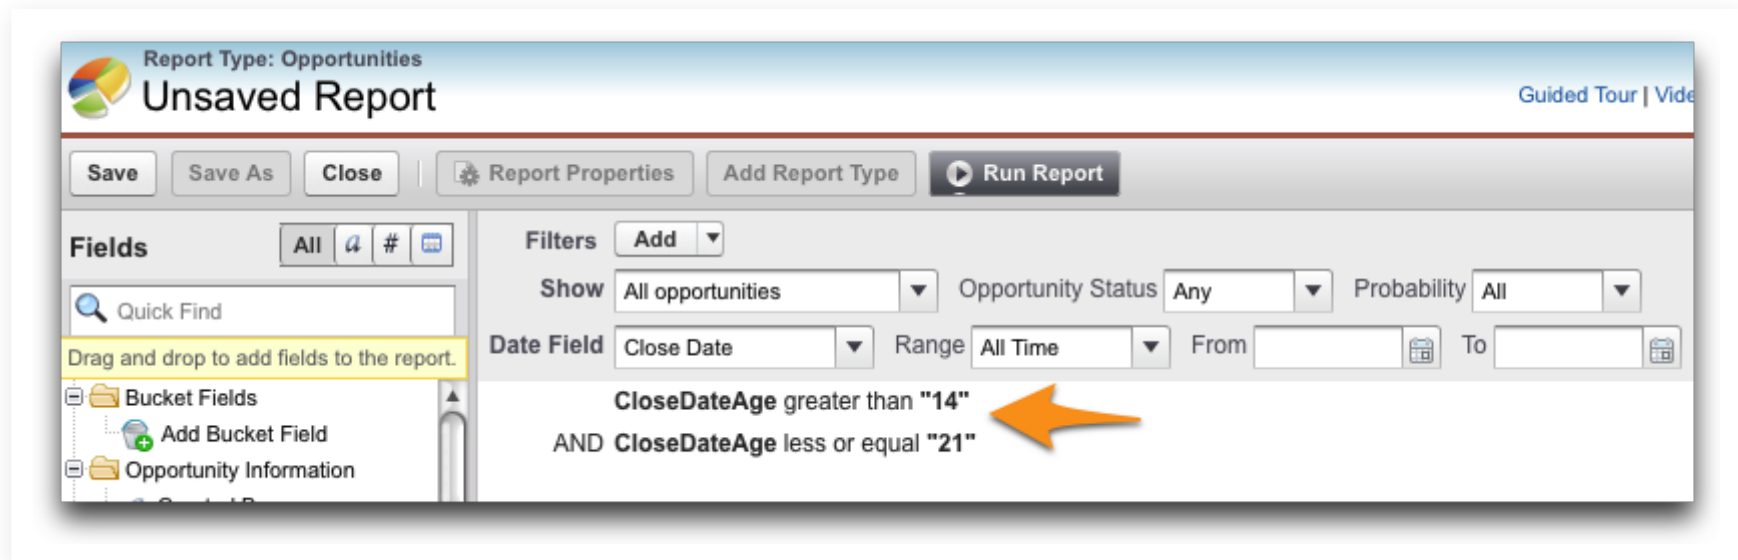 Report Type: Opportunities
Unsaved Report
Guided Tour | Vide
Save Save As Close Report Properties Add Report Type Run Report
Fields All a # Filters Add
Show All opportunities Opportunity Status Any Probability All
Quick Find
Date Field Close Date Range All Time From To
Drag and drop to add fields to the report.
Bucket Fields CloseDateAge greater than "14"
Add Bucket Field AND CloseDateAge less or equal "21"
Opportunity Information